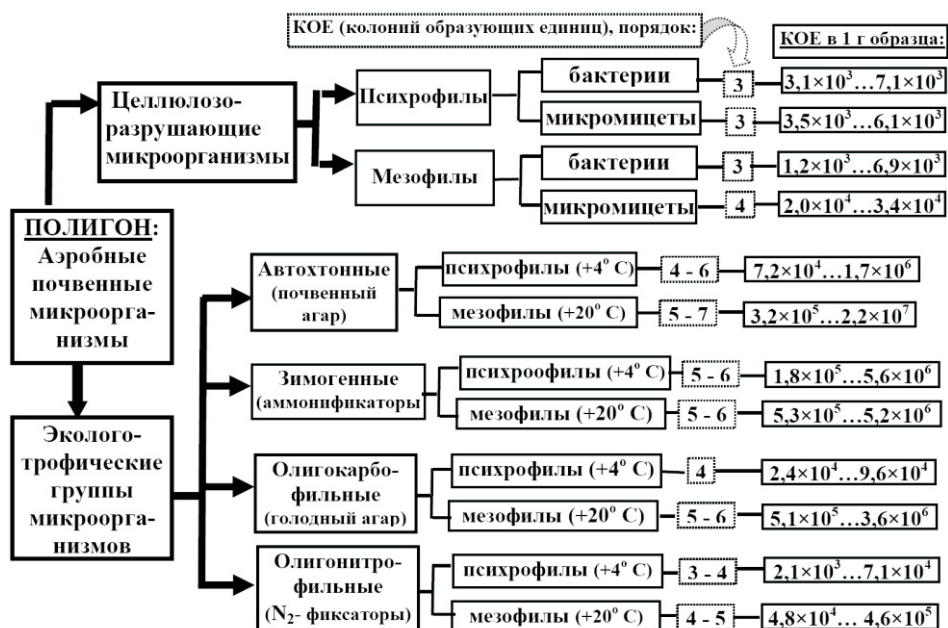 КОЕ (колоний образующих единиц), порядок:
КОЕ в 1 г образца:
Целлюлозо-
разрушающие
микроорганизмы
Психрофилы
бактерии
3
3,1×10³...7,1×10³
микромицеты
3
3,5×10³...6,1×10³
Мезофилы
бактерии
3
1,2×10³...6,9×10³
микромицеты
4
2,0×10⁴...3,4×10⁴
ПОЛИГОН:
Аэробные
почвенные
микроорга-
низмы
Эколого-
трофические
группы
микроорга-
низмов
Автохтонные
(почвенный
агар)
психрофилы (+4° С)
4 - 6
7,2×10⁴...1,7×10⁶
мезофилы (+20° С)
5 - 7
3,2×10⁵...2,2×10⁷
Зимогенные
(аммонификаторы
психроофилы (+4° С)
5 - 6
1,8×10⁵...5,6×10⁶
мезофилы (+20° С)
5 - 6
5,3×10⁵...5,2×10⁶
Олигокарбо-
фильные
(голодный агар)
психрофилы (+4° С)
4
2,4×10⁴...9,6×10⁴
мезофилы (+20° С)
5 - 6
5,1×10⁵...3,6×10⁶
Олигонитро-
фильные
(N₂- фиксаторы)
психрофилы (+4° С)
3 - 4
2,1×10³...7,1×10⁴
мезофилы (+20° С)
4 - 5
4,8×10⁴... 4,6×10⁵